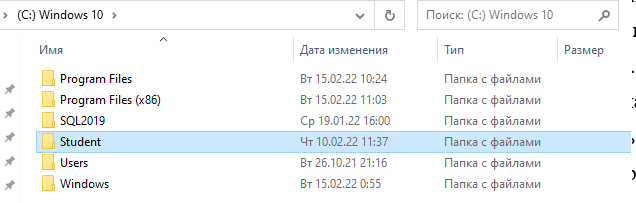 (C:) Windows 10
Поиск: (C:) Windows 10
Имя Дата изменения Тип Размер
Program Files Вт 15.02.22 10:24 Папка с файлами
Program Files (x86) Вт 15.02.22 11:03 Папка с файлами
SQL2019 Ср 19.01.22 16:00 Папка с файлами
Student Чт 10.02.22 11:37 Папка с файлами
Users Вт 26.10.21 21:16 Папка с файлами
Windows Вт 15.02.22 0:55 Папка с файлами